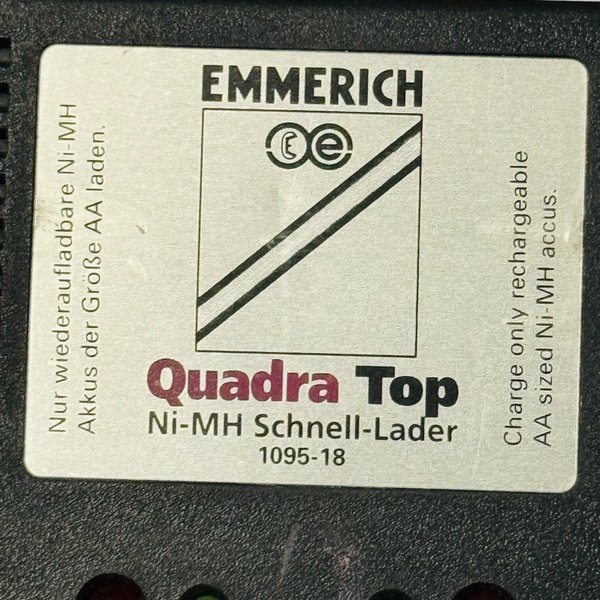 EMMERICH
e
Quadra Top
Ni-MH Schnell-Lader
1095-18
Nur wiederaufladbare Ni-MH
Akkus der Größe AA laden.
Charge only rechargeable
AA sized Ni-MH accus.